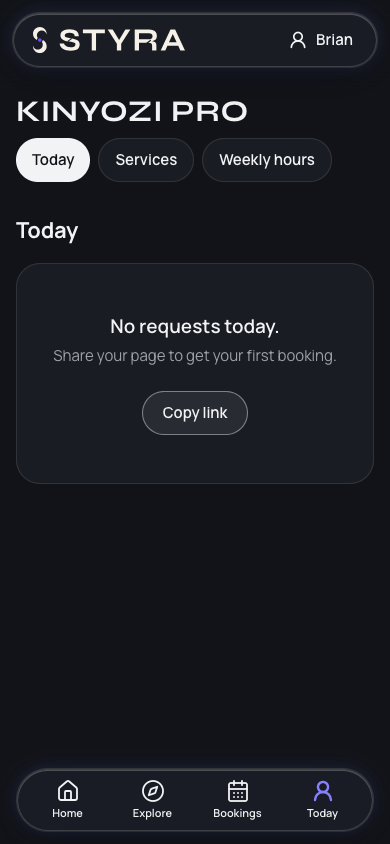 STYRA
Brian
KINYOZI PRO
Today
Services
Weekly hours
Today
No requests today.
Share your page to get your first booking.
Copy link
Home
Explore
Bookings
Today